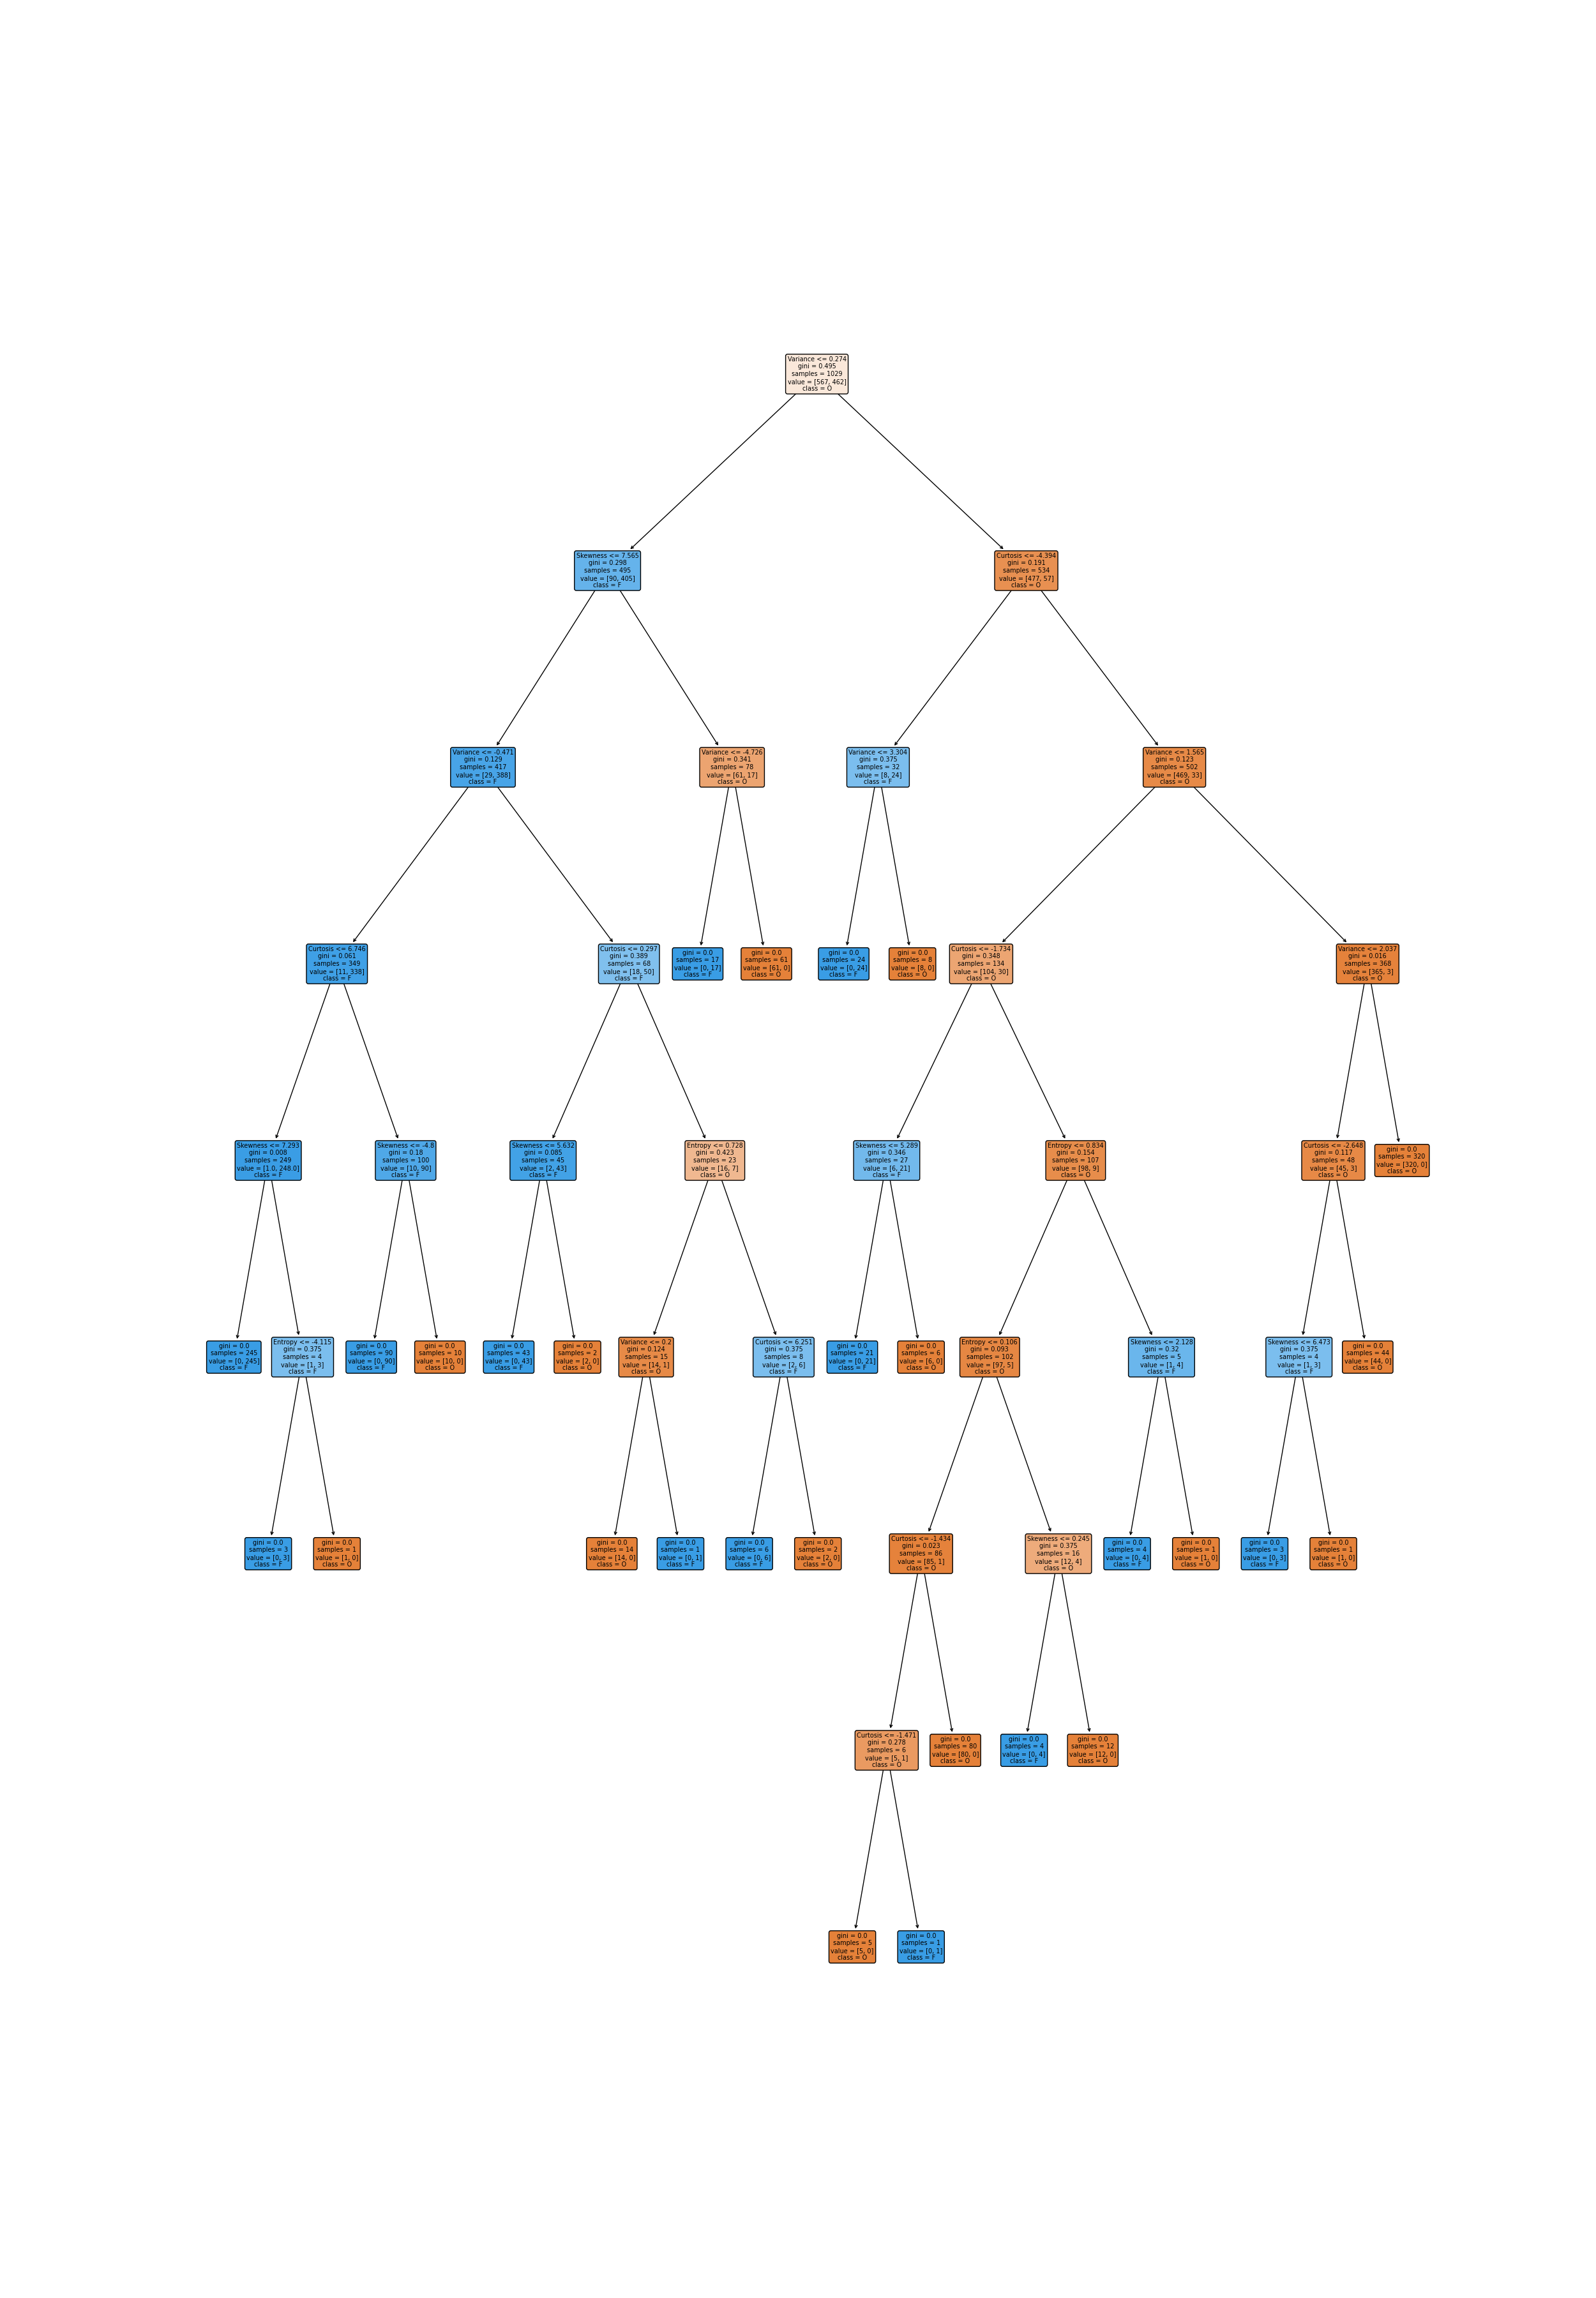 Variance <= 0.274
gini = 0.495
samples = 1029
value = [567, 462]
class = O
Skewness <= 7.565
gini = 0.298
samples = 495
value = [90, 405]
class = F
Curtosis <= -4.394
gini = 0.191
samples = 534
value = [477, 57]
class = O
Variance <= -0.471
gini = 0.129
samples = 417
value = [29, 388]
class = F
Variance <= -4.726
gini = 0.341
samples = 78
value = [61, 17]
class = O
Variance <= 3.304
gini = 0.375
samples = 32
value = [8, 24]
class = F
Variance <= 1.565
gini = 0.123
samples = 502
value = [469, 33]
class = O
Curtosis <= 6.746
gini = 0.061
samples = 349
value = [11, 338]
class = F
Curtosis <= 0.297
gini = 0.389
samples = 68
value = [18, 50]
class = F
gini = 0.0
samples = 17
value = [0, 17]
class = F
gini = 0.0
samples = 61
value = [61, 0]
class = O
gini = 0.0
samples = 24
value = [0, 24]
class = F
gini = 0.0
samples = 8
value = [8, 0]
class = O
Curtosis <= -1.734
gini = 0.348
samples = 134
value = [104, 30]
class = O
Variance <= 2.037
gini = 0.016
samples = 368
value = [365, 3]
class = O
Skewness <= 7.293
gini = 0.008
samples = 249
value = [1.0, 248.0]
class = F
Skewness <= -4.8
gini = 0.18
samples = 100
value = [10, 90]
class = F
Skewness <= 5.632
gini = 0.085
samples = 45
value = [2, 43]
class = F
Entropy <= 0.728
gini = 0.423
samples = 23
value = [16, 7]
class = O
Skewness <= 5.289
gini = 0.346
samples = 27
value = [6, 21]
class = F
Entropy <= 0.834
gini = 0.154
samples = 107
value = [98, 9]
class = O
Curtosis <= -2.648
gini = 0.117
samples = 48
value = [45, 3]
class = O
gini = 0.0
samples = 320
value = [320, 0]
class = O
gini = 0.0
samples = 245
value = [0, 245]
class = F
Entropy <= -4.115
gini = 0.375
samples = 4
value = [1, 3]
class = F
gini = 0.0
samples = 90
value = [0, 90]
class = F
gini = 0.0
samples = 10
value = [10, 0]
class = O
gini = 0.0
samples = 43
value = [0, 43]
class = F
gini = 0.0
samples = 2
value = [2, 0]
class = O
Variance <= 0.2
gini = 0.124
samples = 15
value = [14, 1]
class = O
Curtosis <= 6.251
gini = 0.375
samples = 8
value = [2, 6]
class = F
gini = 0.0
samples = 21
value = [0, 21]
class = F
gini = 0.0
samples = 6
value = [6, 0]
class = O
Entropy <= 0.106
gini = 0.093
samples = 102
value = [97, 5]
class = O
Skewness <= 2.128
gini = 0.32
samples = 5
value = [1, 4]
class = F
Skewness <= 6.473
gini = 0.375
samples = 4
value = [1, 3]
class = F
gini = 0.0
samples = 44
value = [44, 0]
class = O
gini = 0.0
samples = 3
value = [0, 3]
class = F
gini = 0.0
samples = 1
value = [1, 0]
class = O
gini = 0.0
samples = 14
value = [14, 0]
class = O
gini = 0.0
samples = 1
value = [0, 1]
class = F
gini = 0.0
samples = 6
value = [0, 6]
class = F
gini = 0.0
samples = 2
value = [2, 0]
class = O
Curtosis <= -1.434
gini = 0.023
samples = 86
value = [85, 1]
class = O
Skewness <= 0.245
gini = 0.375
samples = 16
value = [12, 4]
class = O
gini = 0.0
samples = 4
value = [0, 4]
class = F
gini = 0.0
samples = 1
value = [1, 0]
class = O
gini = 0.0
samples = 3
value = [0, 3]
class = F
gini = 0.0
samples = 1
value = [1, 0]
class = O
Curtosis <= -1.471
gini = 0.278
samples = 6
value = [5, 1]
class = O
gini = 0.0
samples = 80
value = [80, 0]
class = O
gini = 0.0
samples = 4
value = [0, 4]
class = F
gini = 0.0
samples = 12
value = [12, 0]
class = O
gini = 0.0
samples = 5
value = [5, 0]
class = O
gini = 0.0
samples = 1
value = [0, 1]
class = F